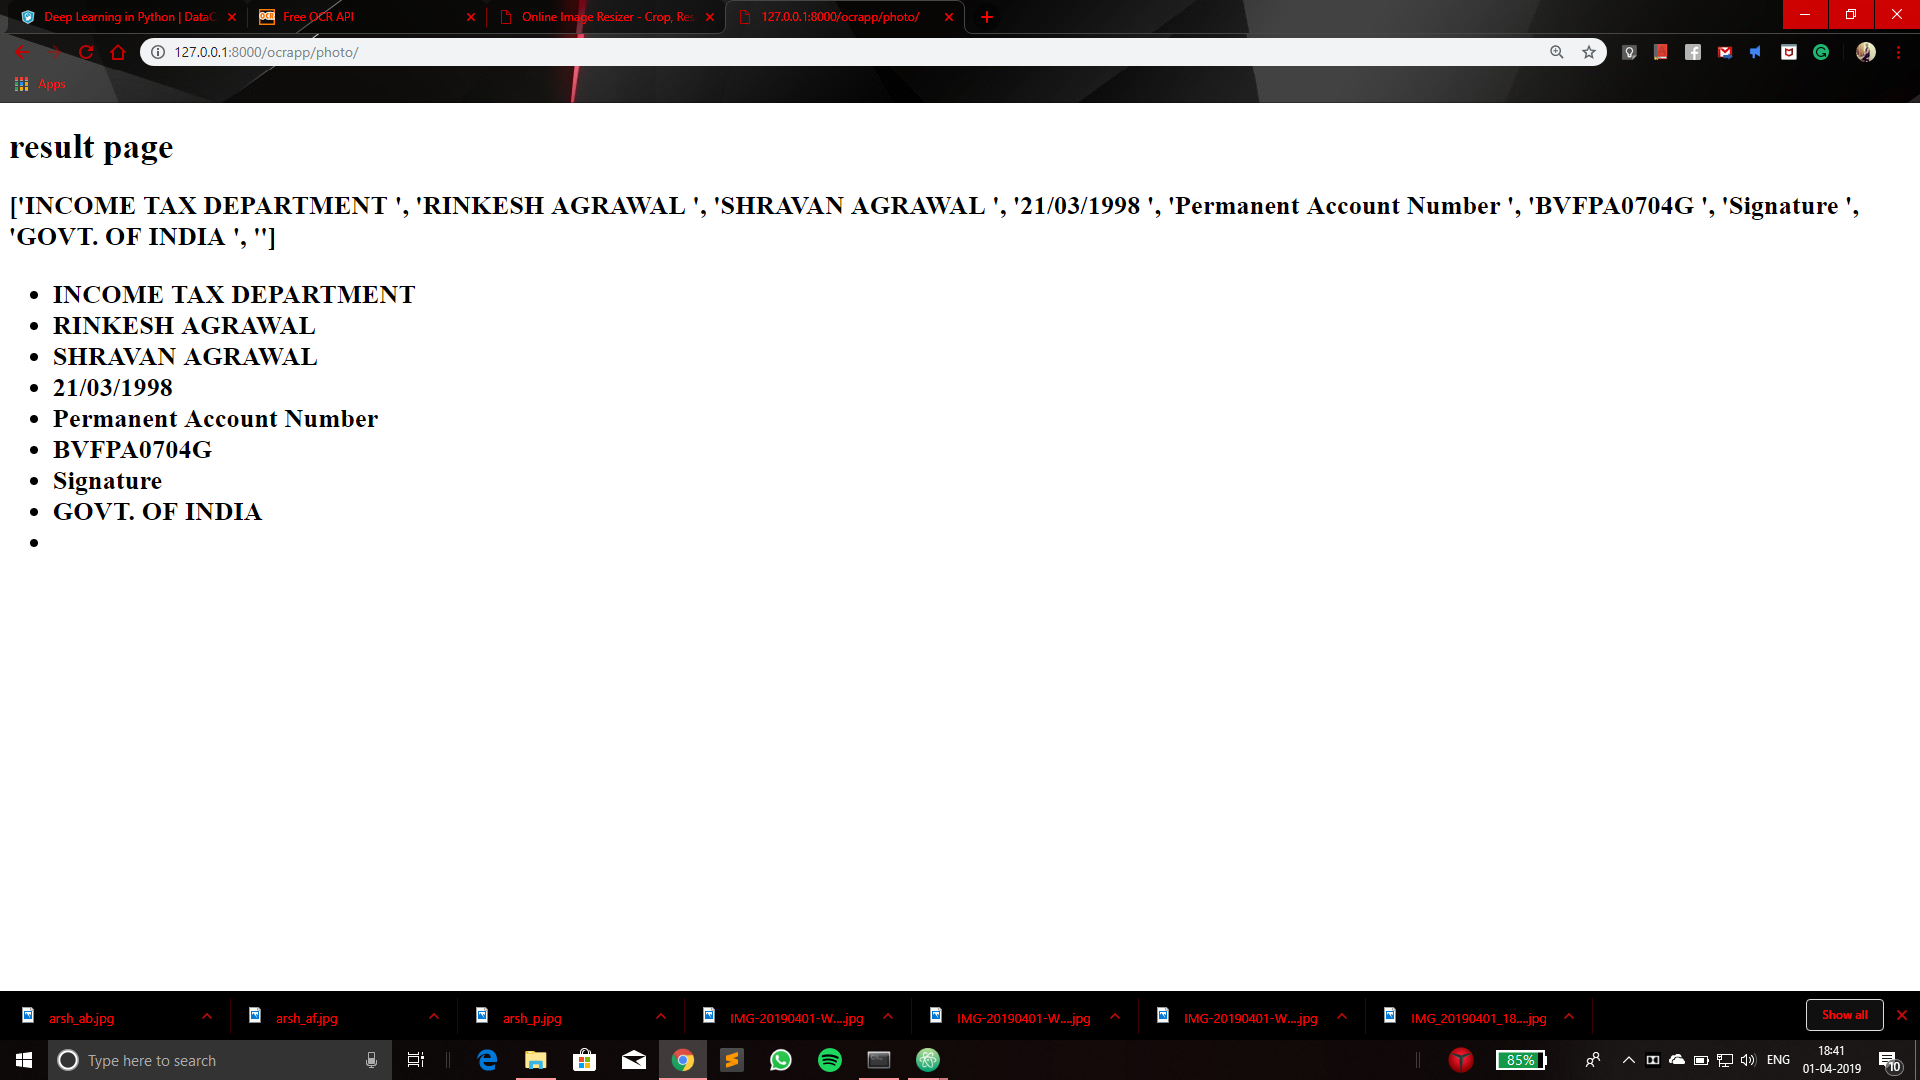 Deep Learning in Python | DataC
Free OCR API
Online Image Resizer - Crop, Res
127.0.0.1:8000/ocrapp/photo/
127.0.0.1:8000/ocrapp/photo/
Apps
result page
['INCOME TAX DEPARTMENT ', 'RINKESH AGRAWAL ', 'SHRAVAN AGRAWAL ', '21/03/1998 ', 'Permanent Account Number ', 'BVFPA0704G ', 'Signature ',
'GOVT. OF INDIA ', '']
INCOME TAX DEPARTMENT
RINKESH AGRAWAL
SHRAVAN AGRAWAL
21/03/1998
Permanent Account Number
BVFPA0704G
Signature
GOVT. OF INDIA
arsh_ab.jpg
arsh_af.jpg
arsh_p.jpg
IMG-20190401-W....jpg
IMG-20190401-W....jpg
IMG-20190401-W....jpg
IMG_20190401_18....jpg
Show all
Type here to search
85%
ENG
18:41
01-04-2019
10